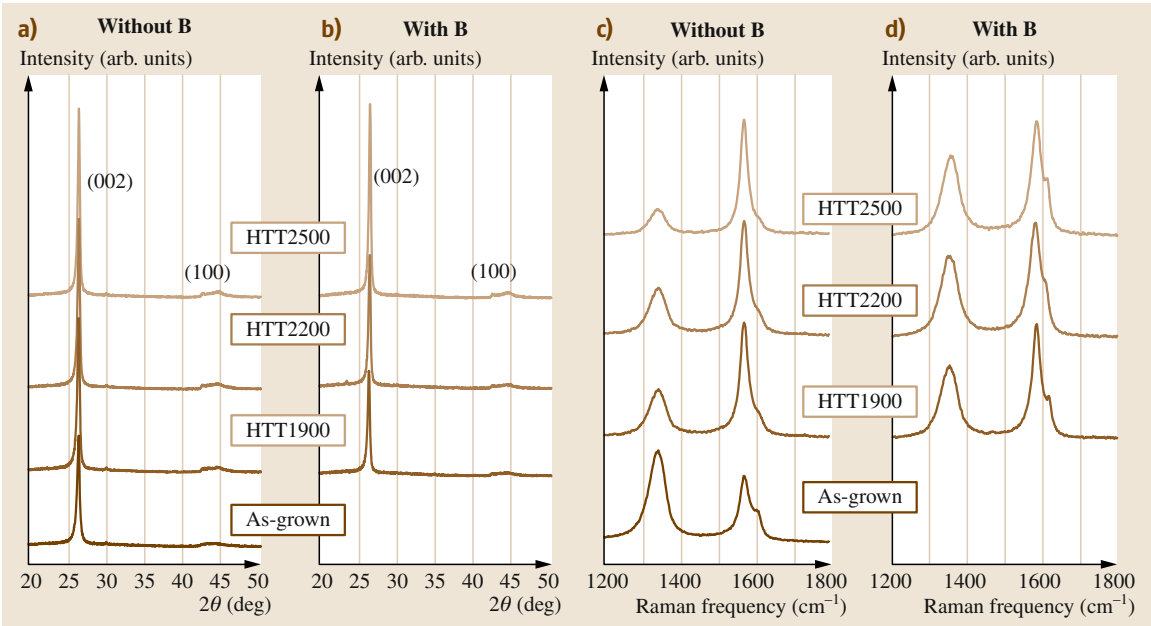 a) Without B
Intensity (arb. units)
(002)
(100)
20 25 30 35 40 45 50
2θ (deg)
b) With B
Intensity (arb. units)
(002)
(100)
20 25 30 35 40 45 50
2θ (deg)
HTT2500
HTT2200
HTT1900
As-grown
c) Without B
Intensity (arb. units)
1200 1400 1600 1800
Raman frequency (cm⁻¹)
d) With B
Intensity (arb. units)
1200 1400 1600 1800
Raman frequency (cm⁻¹)
HTT2500
HTT2200
HTT1900
As-grown